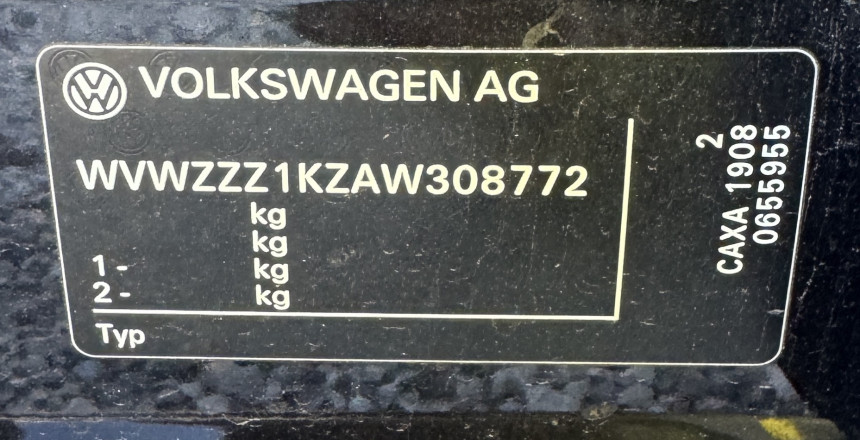 VOLKSWAGEN AG
WVWZZZ1KZAW308772
kg
kg
1 - kg
2 - kg
Typ
2
CAXA 1908
0655955